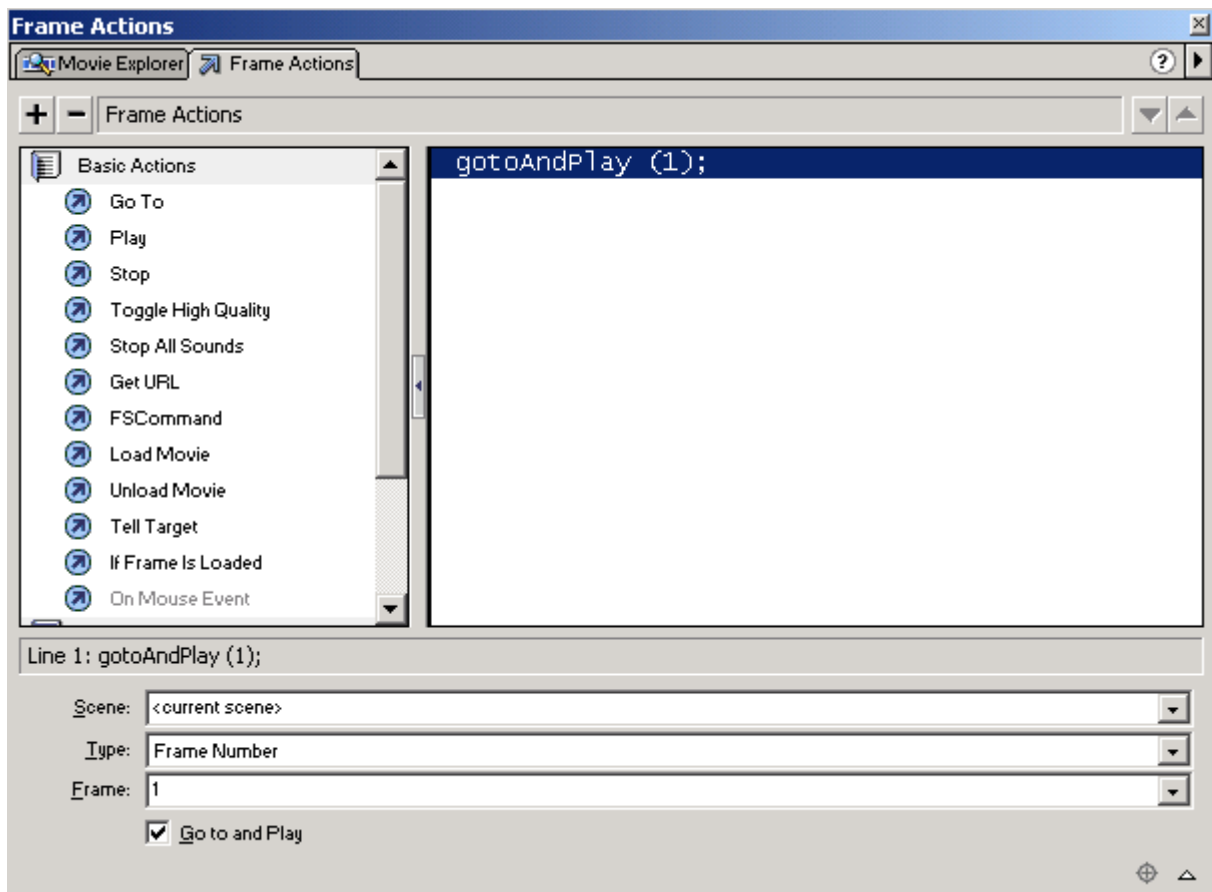 Frame Actions
Movie Explorer Frame Actions
Frame Actions
Basic Actions
Go To
Play
Stop
Toggle High Quality
Stop All Sounds
Get URL
FSCommand
Load Movie
Unload Movie
Tell Target
If Frame Is Loaded
On Mouse Event
gotoAndPlay (1);
Line 1: gotoAndPlay (1);
Scene: <current scene>
Type: Frame Number
Frame: 1
Go to and Play